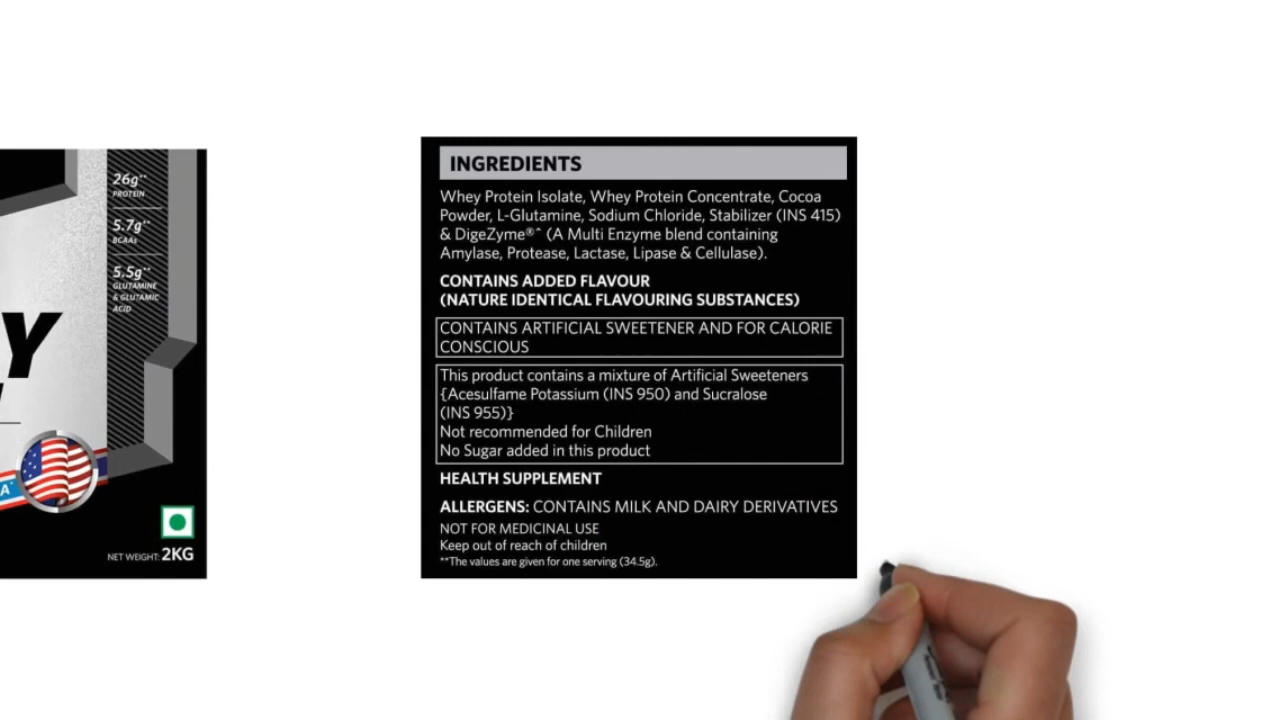 26g**
PROTEIN
5.7g**
BCAAs
5.5g**
GLUTAMINE
& GLUTAMIC
ACID
Y
A*
NET WEIGHT: 2KG
INGREDIENTS
Whey Protein Isolate, Whey Protein Concentrate, Cocoa
Powder, L-Glutamine, Sodium Chloride, Stabilizer (INS 415)
& DigeZyme®^ (A Multi Enzyme blend containing
Amylase, Protease, Lactase, Lipase & Cellulase).
CONTAINS ADDED FLAVOUR
(NATURE IDENTICAL FLAVOURING SUBSTANCES)
CONTAINS ARTIFICIAL SWEETENER AND FOR CALORIE
CONSCIOUS
This product contains a mixture of Artificial Sweeteners
{Acesulfame Potassium (INS 950) and Sucralose
(INS 955)}
Not recommended for Children
No Sugar added in this product
HEALTH SUPPLEMENT
ALLERGENS: CONTAINS MILK AND DAIRY DERIVATIVES
NOT FOR MEDICINAL USE
Keep out of reach of children
**The values are given for one serving (34.5g).